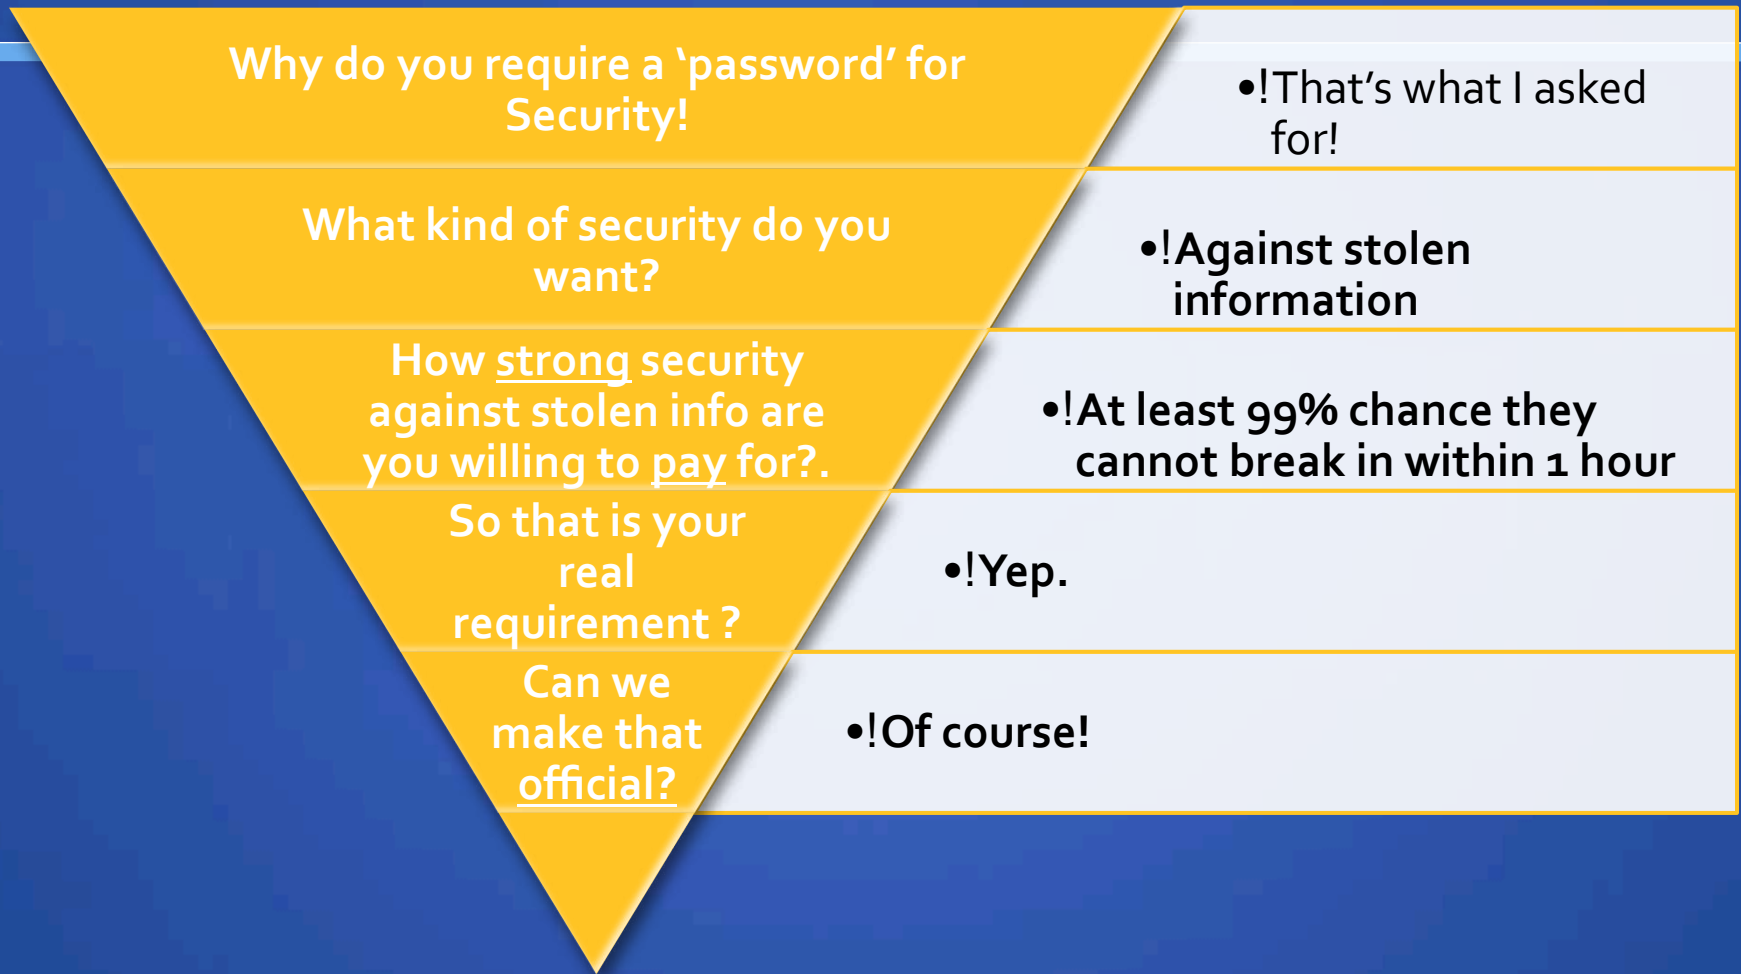 Why do you require a ‘password’ for
Security!
•!That’s what I asked
for!
What kind of security do you
want?
•!Against stolen
information
How strong security
against stolen info are
you willing to pay for?.
•!At least 99% chance they
cannot break in within 1 hour
So that is your
real
requirement ?
•!Yep.
Can we
make that
official?
•!Of course!